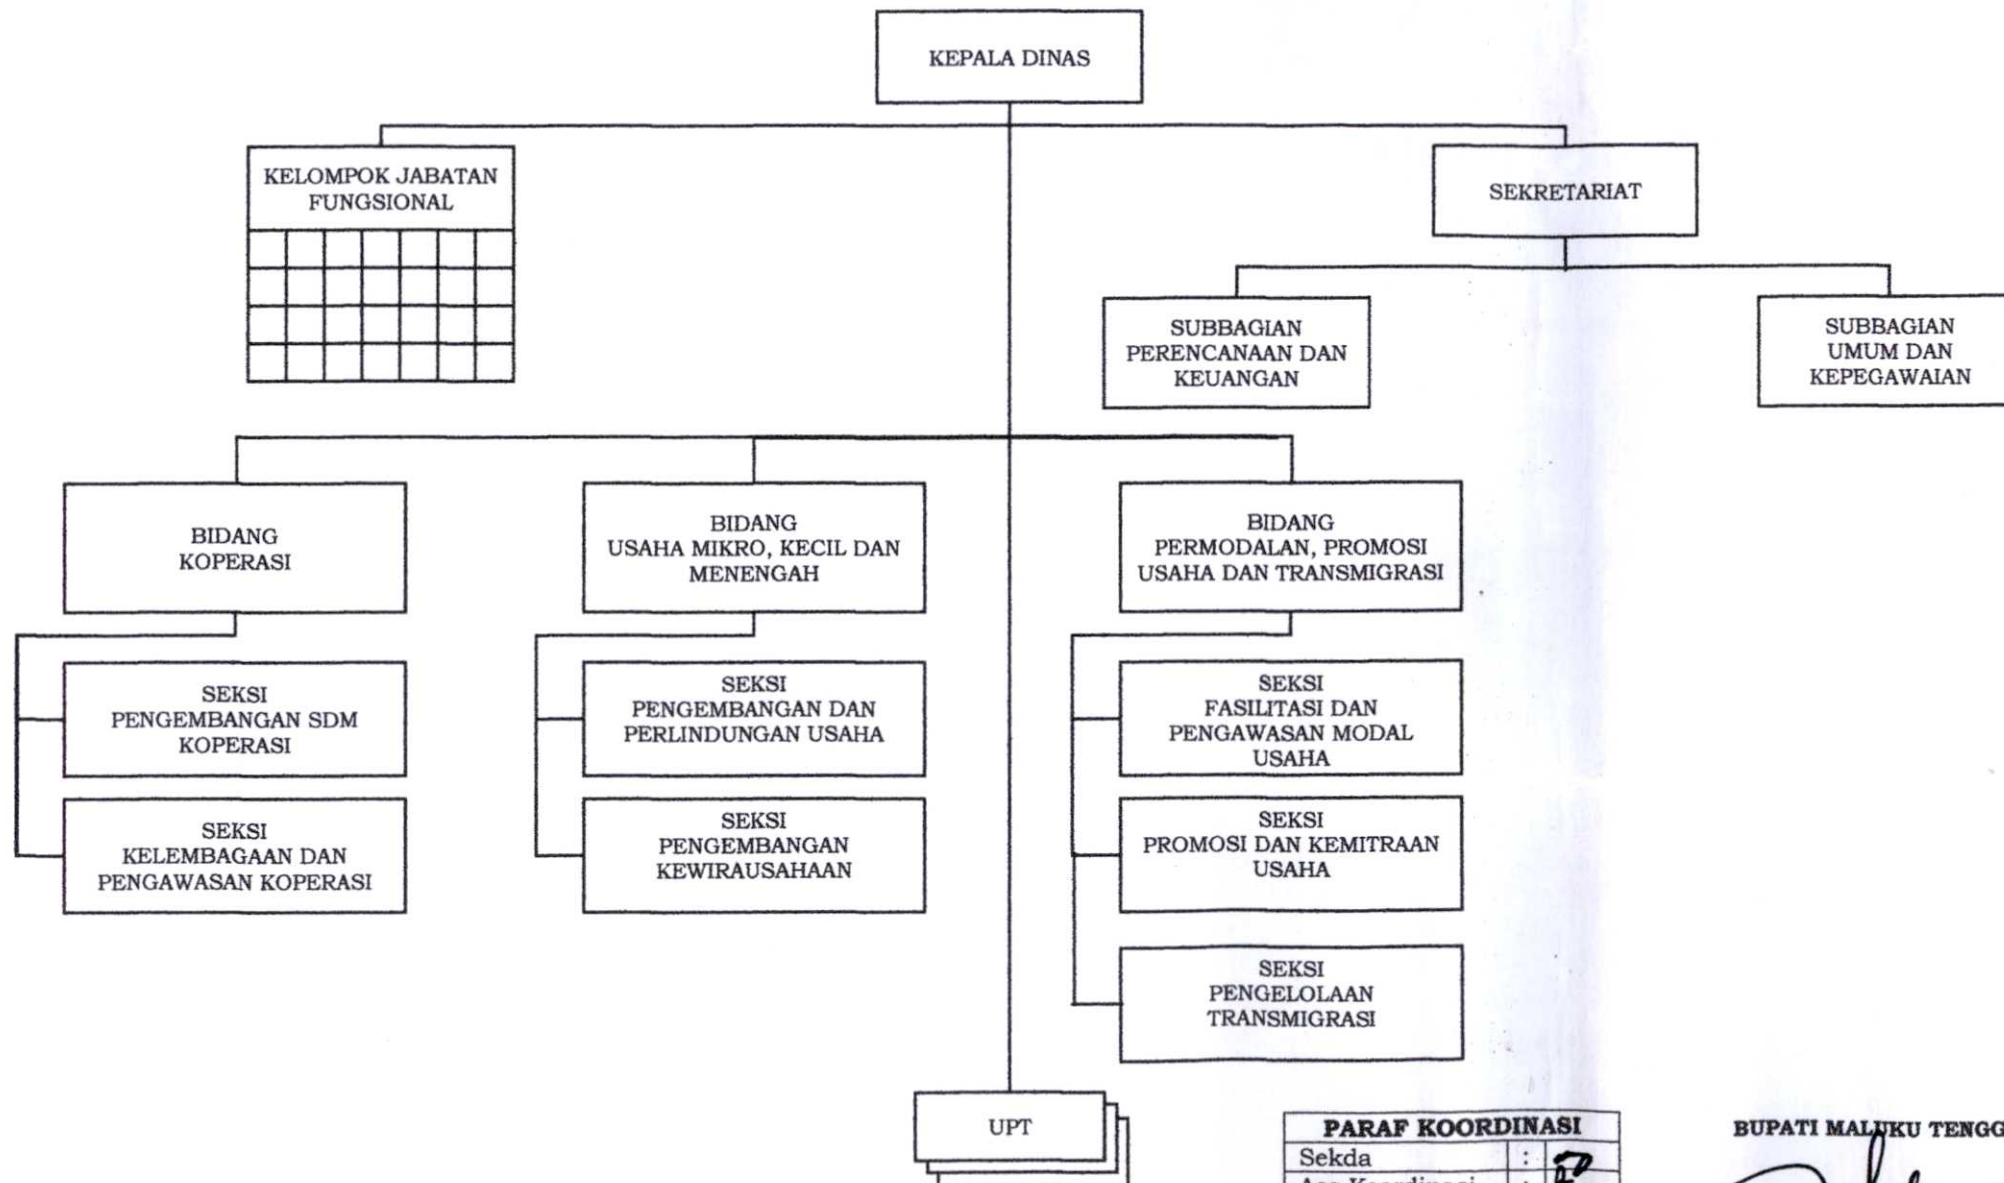 KEPALA DINAS
KELOMPOK JABATAN
FUNGSIONAL
SEKRETARIAT
SUBBAGIAN
PERENCANAAN DAN
KEUANGAN
SUBBAGIAN
UMUM DAN
KEPEGAWAIAN
BIDANG
KOPERASI
BIDANG
USAHA MIKRO, KECIL DAN
MENENGAH
BIDANG
PERMODALAN, PROMOSI
USAHA DAN TRANSMIGRASI
SEKSI
PENGEMBANGAN SDM
KOPERASI
SEKSI
PENGEMBANGAN DAN
PERLINDUNGAN USAHA
SEKSI
FASILITASI DAN
PENGAWASAN MODAL
USAHA
SEKSI
KELEMBAGAAN DAN
PENGAWASAN KOPERASI
SEKSI
PENGEMBANGAN
KEWIRAUSAHAAN
SEKSI
PROMOSI DAN KEMITRAAN
USAHA
SEKSI
PENGELOLAAN
TRANSMIGRASI
UPT
PARAF KOORDINASI
Sekda :
BUPATI MALUKU TENGG